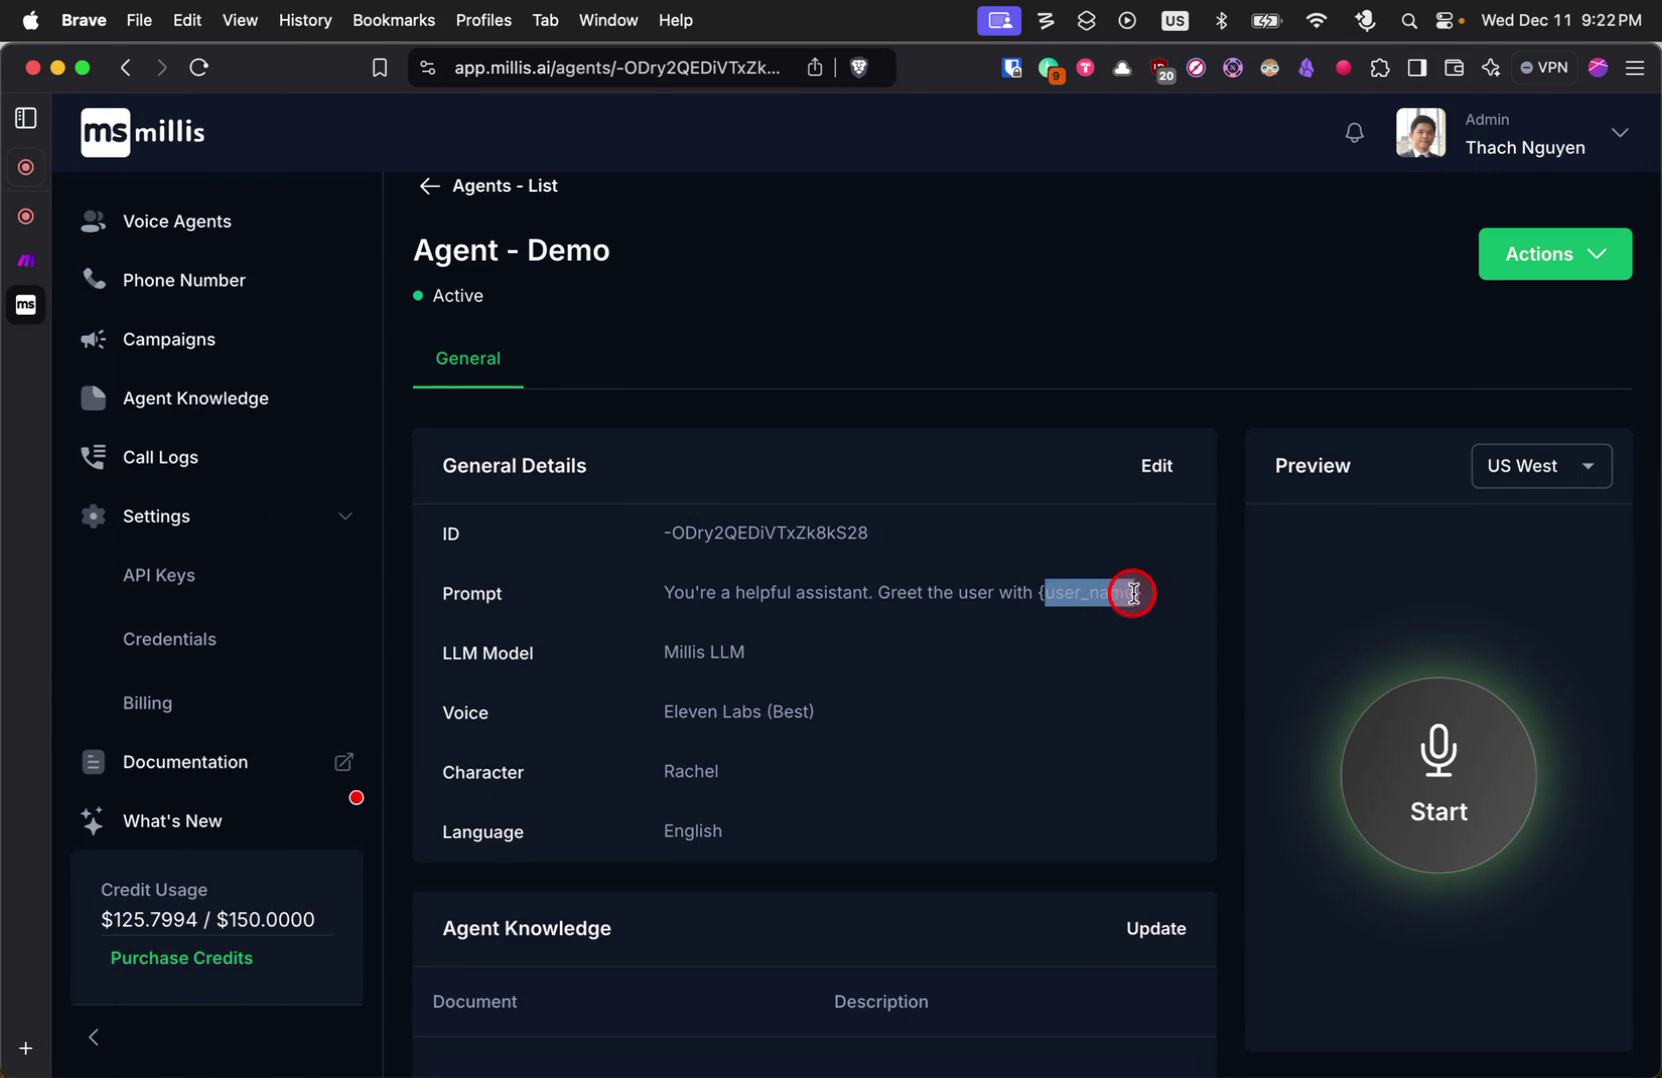 Brave File Edit View History Bookmarks Profiles Tab Window Help US Wed Dec 11 9:22 PM
app.millis.ai/agents/-ODry2QEDiVTxZk... 9 20 VPN
ms millis
Admin
Thach Nguyen
ms
Voice Agents
Phone Number
Campaigns
Agent Knowledge
Call Logs
Settings
API Keys
Credentials
Billing
Documentation
What's New
Credit Usage
$125.7994 / $150.0000
Purchase Credits
Agents - List
Agent - Demo
Actions
Active
General
General Details Edit
ID -ODry2QEDiVTxZk8kS28
Prompt You're a helpful assistant. Greet the user with {user_name}
LLM Model Millis LLM
Voice Eleven Labs (Best)
Character Rachel
Language English
Agent Knowledge Update
Document Description
Preview US West
Start